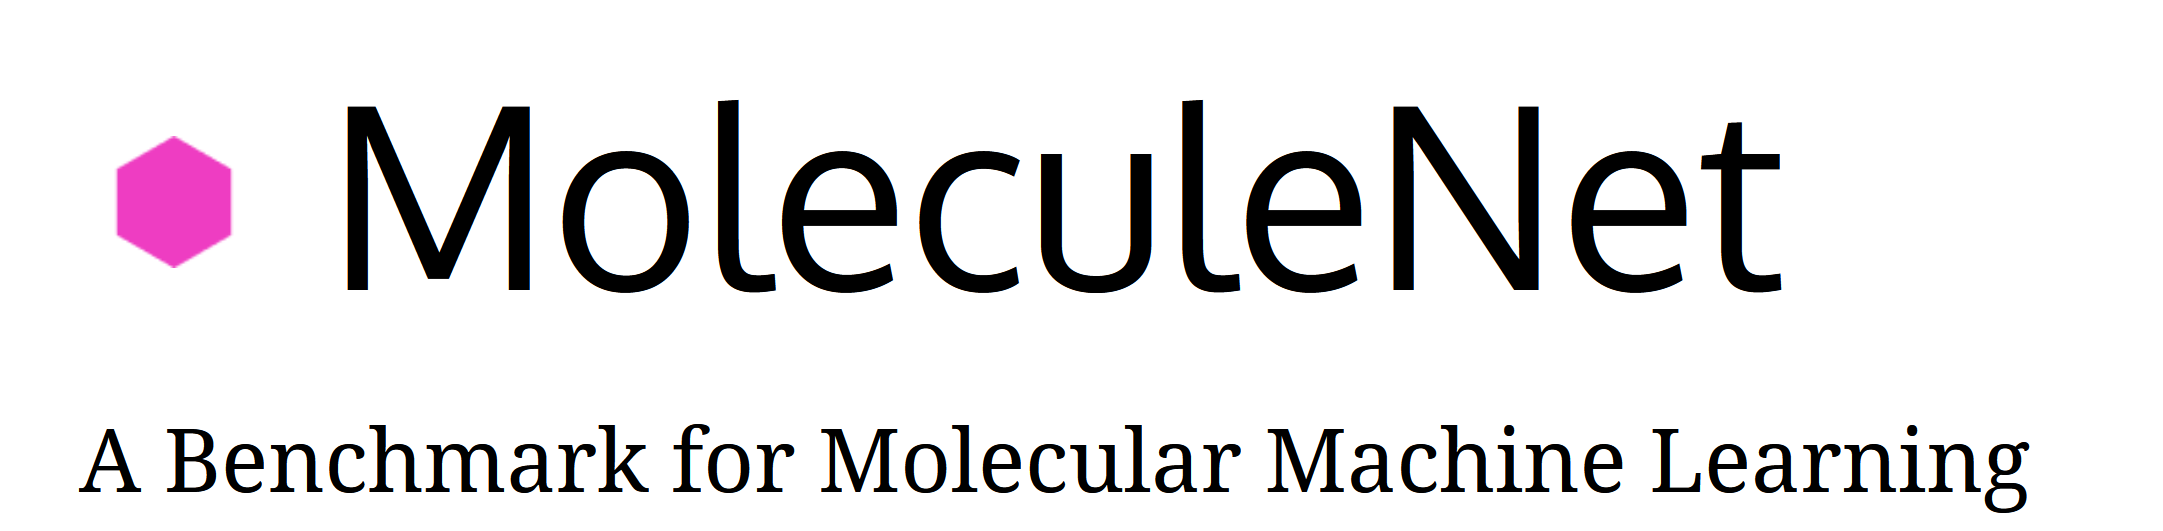 MoleculeNet
A Benchmark for Molecular Machine Learning